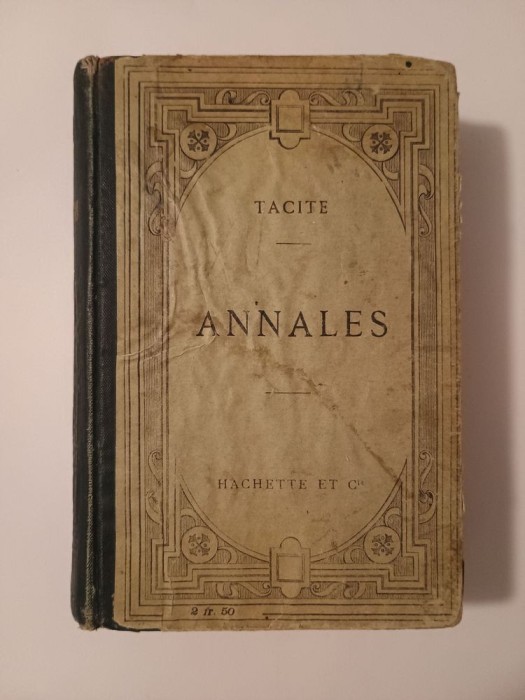 TACITE
ANNALES
HACHETTE ET Cie
2 fr. 50